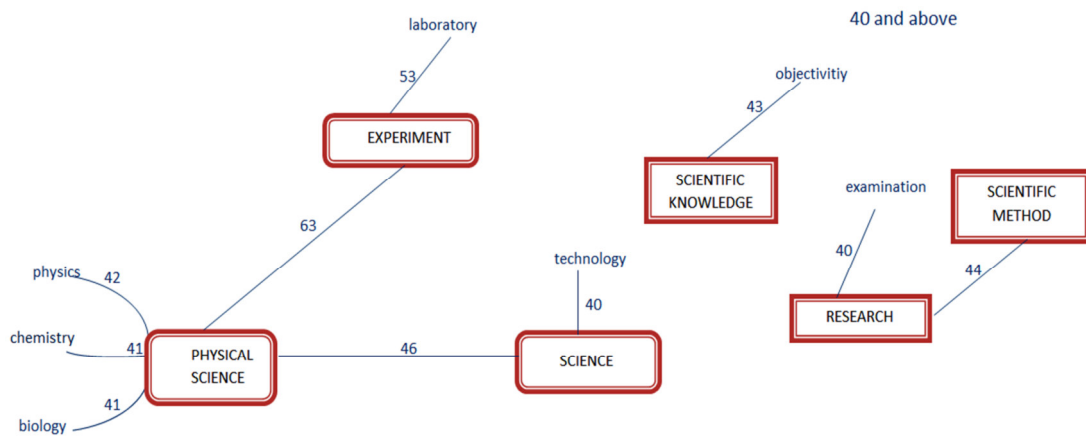 laboratory
40 and above
53
objectivitiy
43
EXPERIMENT
SCIENTIFIC
KNOWLEDGE
examination
SCIENTIFIC
METHOD
63
technology
40
44
physics
42
40
RESEARCH
chemistry
41
PHYSICAL
SCIENCE
46
SCIENCE
41
biology